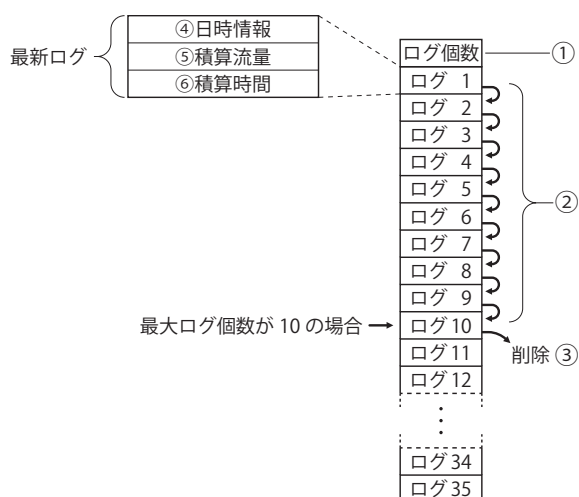 ④日時情報
⑤積算流量
⑥積算時間
最新ログ
ログ個数
①
ログ 1
ログ 2
ログ 3
ログ 4
ログ 5
ログ 6
ログ 7
ログ 8
ログ 9
②
最大ログ個数が 10 の場合
ログ10
ログ11
削除 ③
ログ12
ログ34
ログ35